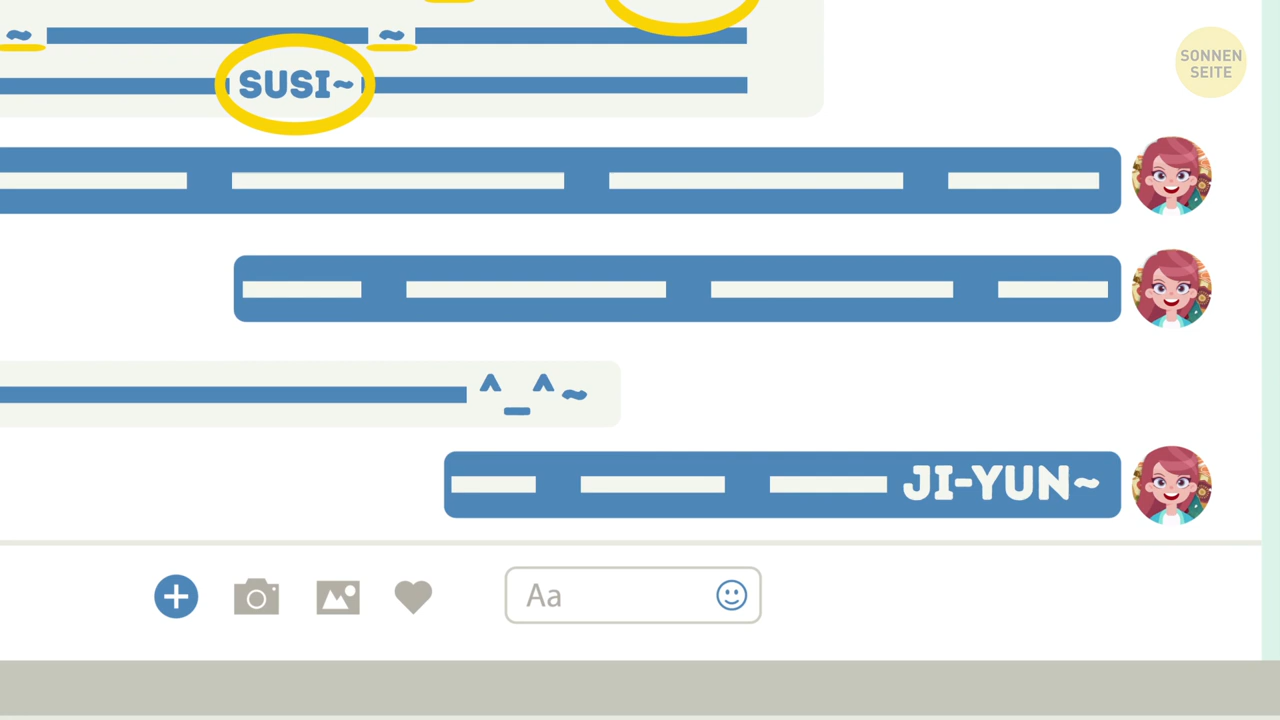 ~ ~
SUSI~
SONNEN
SEITE
^_^~
JI-YUN~
Aa